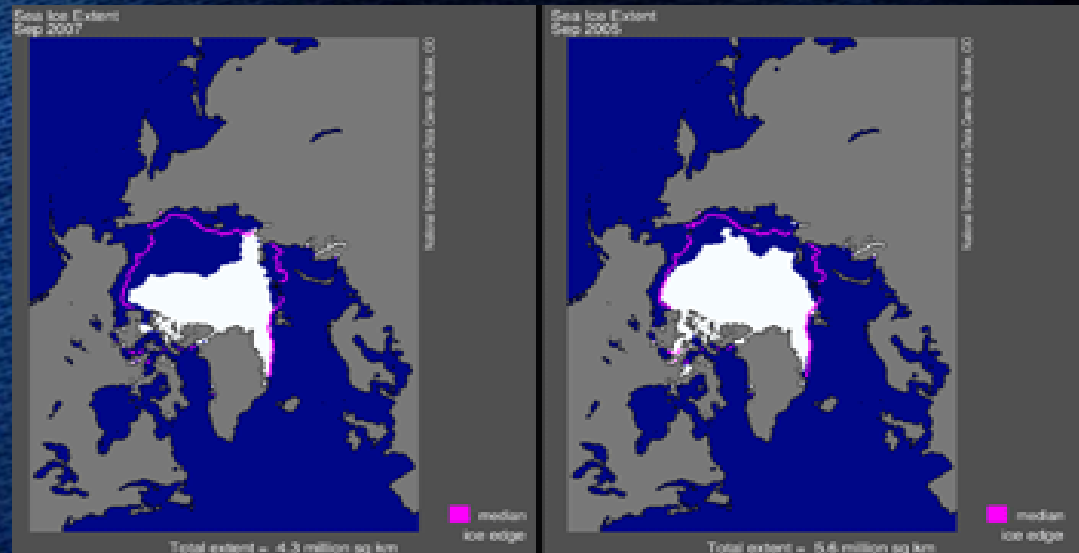 Sea Ice Extent
Sep 2007
National Snow and Ice Data Center, Boulder, CO
median
ice edge
Total extent = 4.3 million sq km
Sea Ice Extent
Sep 2005
National Snow and Ice Data Center, Boulder, CO
median
ice edge
Total extent = 5.6 million sq km